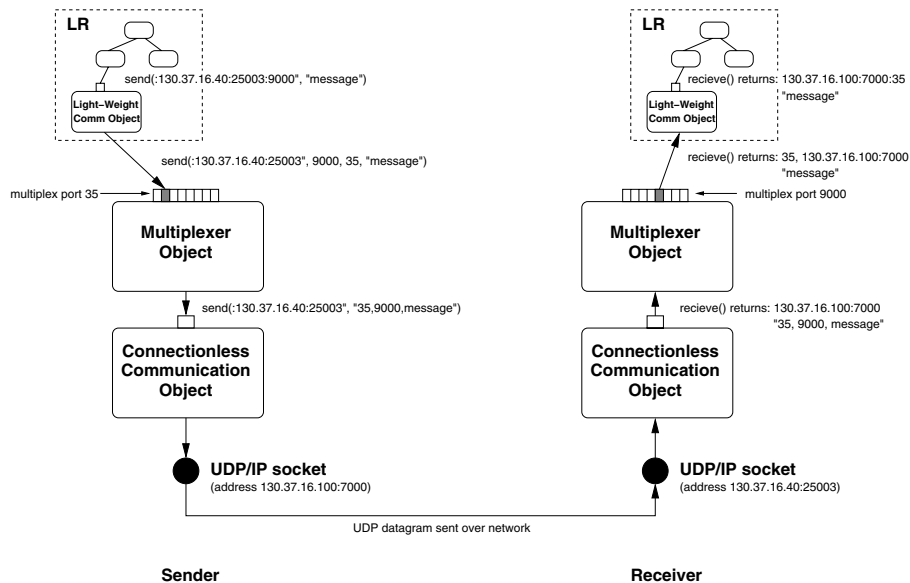 LR
send(:130.37.16.40:25003:9000", "message")
Light-Weight
Comm Object
send(:130.37.16.40:25003", 9000, 35, "message")
multiplex port 35
Multiplexer
Object
send(:130.37.16.40:25003", "35,9000,message")
Connectionless
Communication
Object
UDP/IP socket
(address 130.37.16.100:7000)
LR
recieve() returns: 130.37.16.100:7000:35
"message"
Light-Weight
Comm Object
recieve() returns: 35, 130.37.16.100:7000
"message"
multiplex port 9000
Multiplexer
Object
recieve() returns: 130.37.16.100:7000
"35, 9000, message"
Connectionless
Communication
Object
UDP/IP socket
(address 130.37.16.40:25003)
UDP datagram sent over network
Sender
Receiver